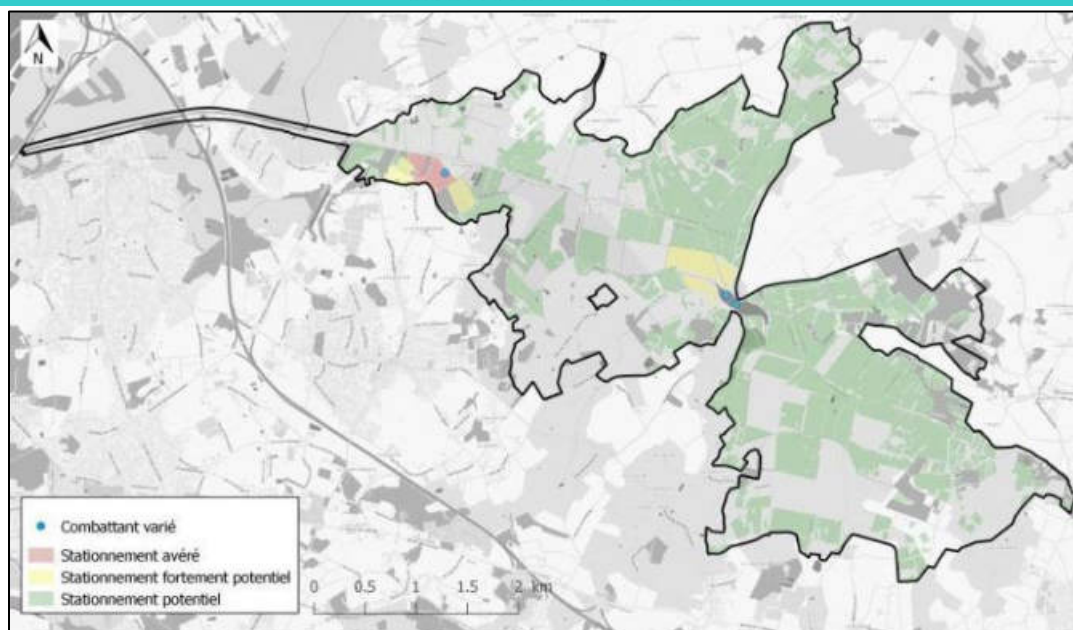 N
Combattant varié
Stationnement avéré
Stationnement fortement potentiel
Stationnement potentiel
0 0.5 1 1.5 2 km